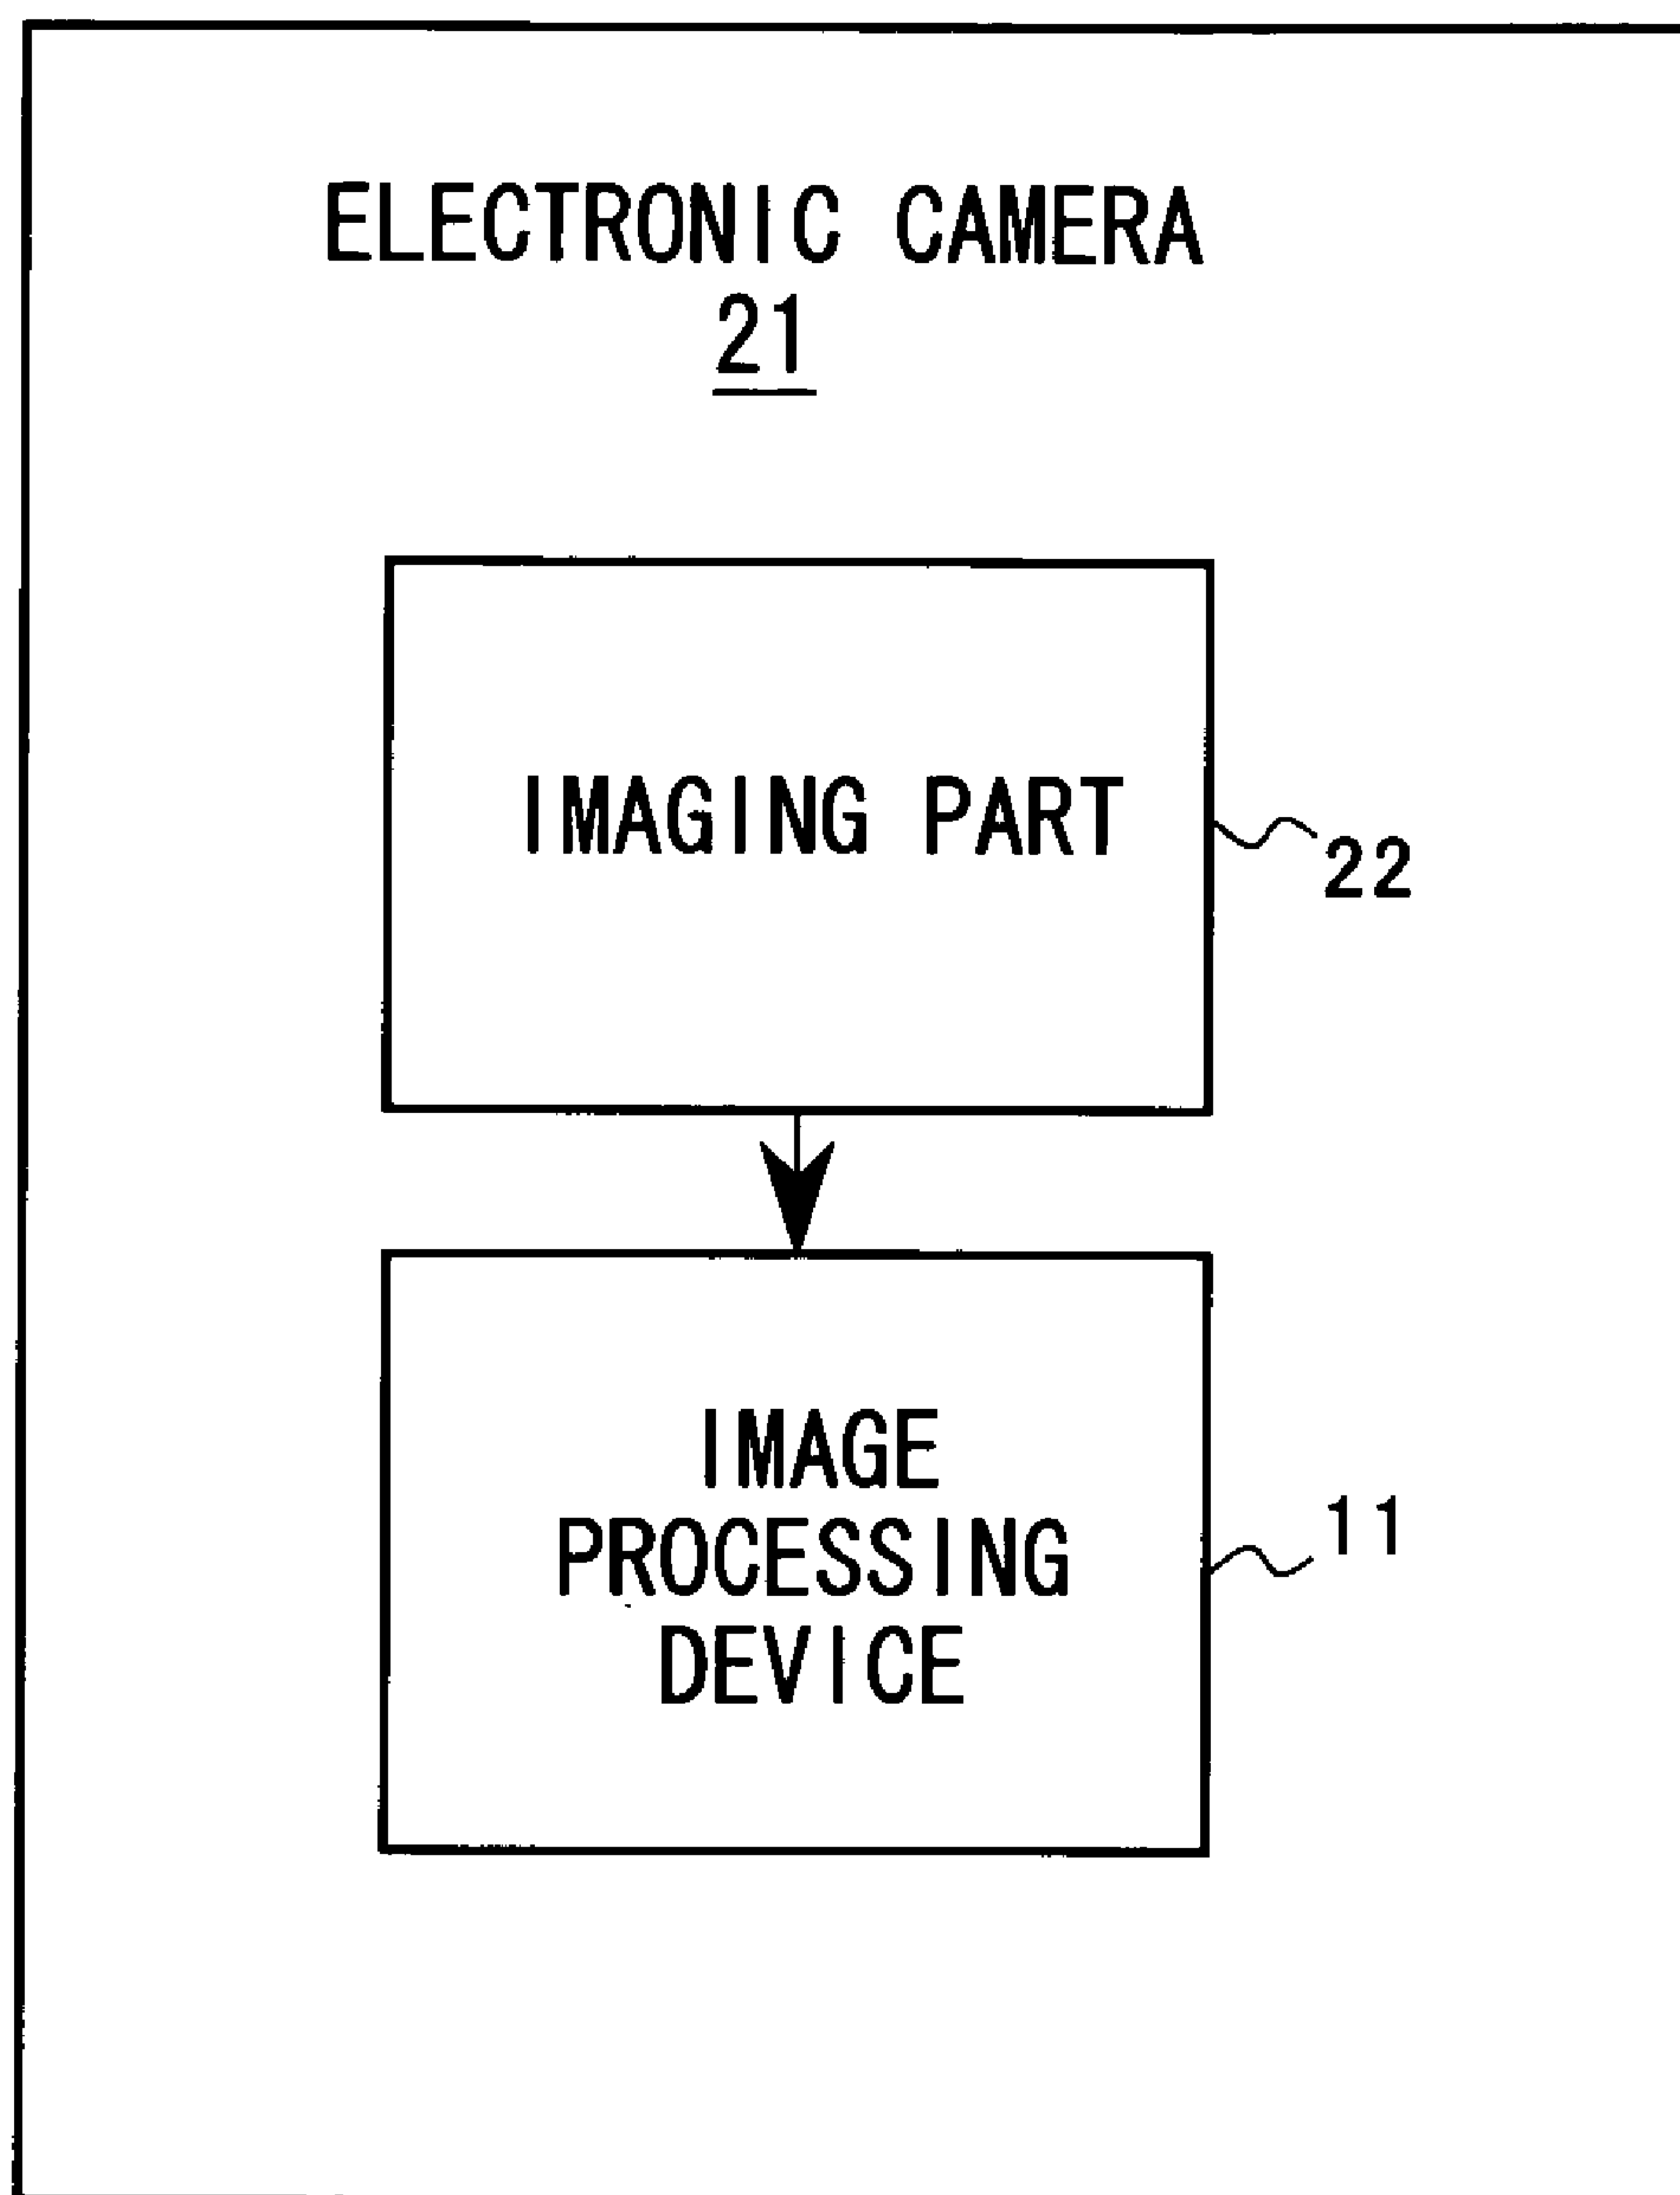 ELECTRONIC CAMERA
21
IMAGING PART
22
IMAGE
PROCESSING
DEVICE
11